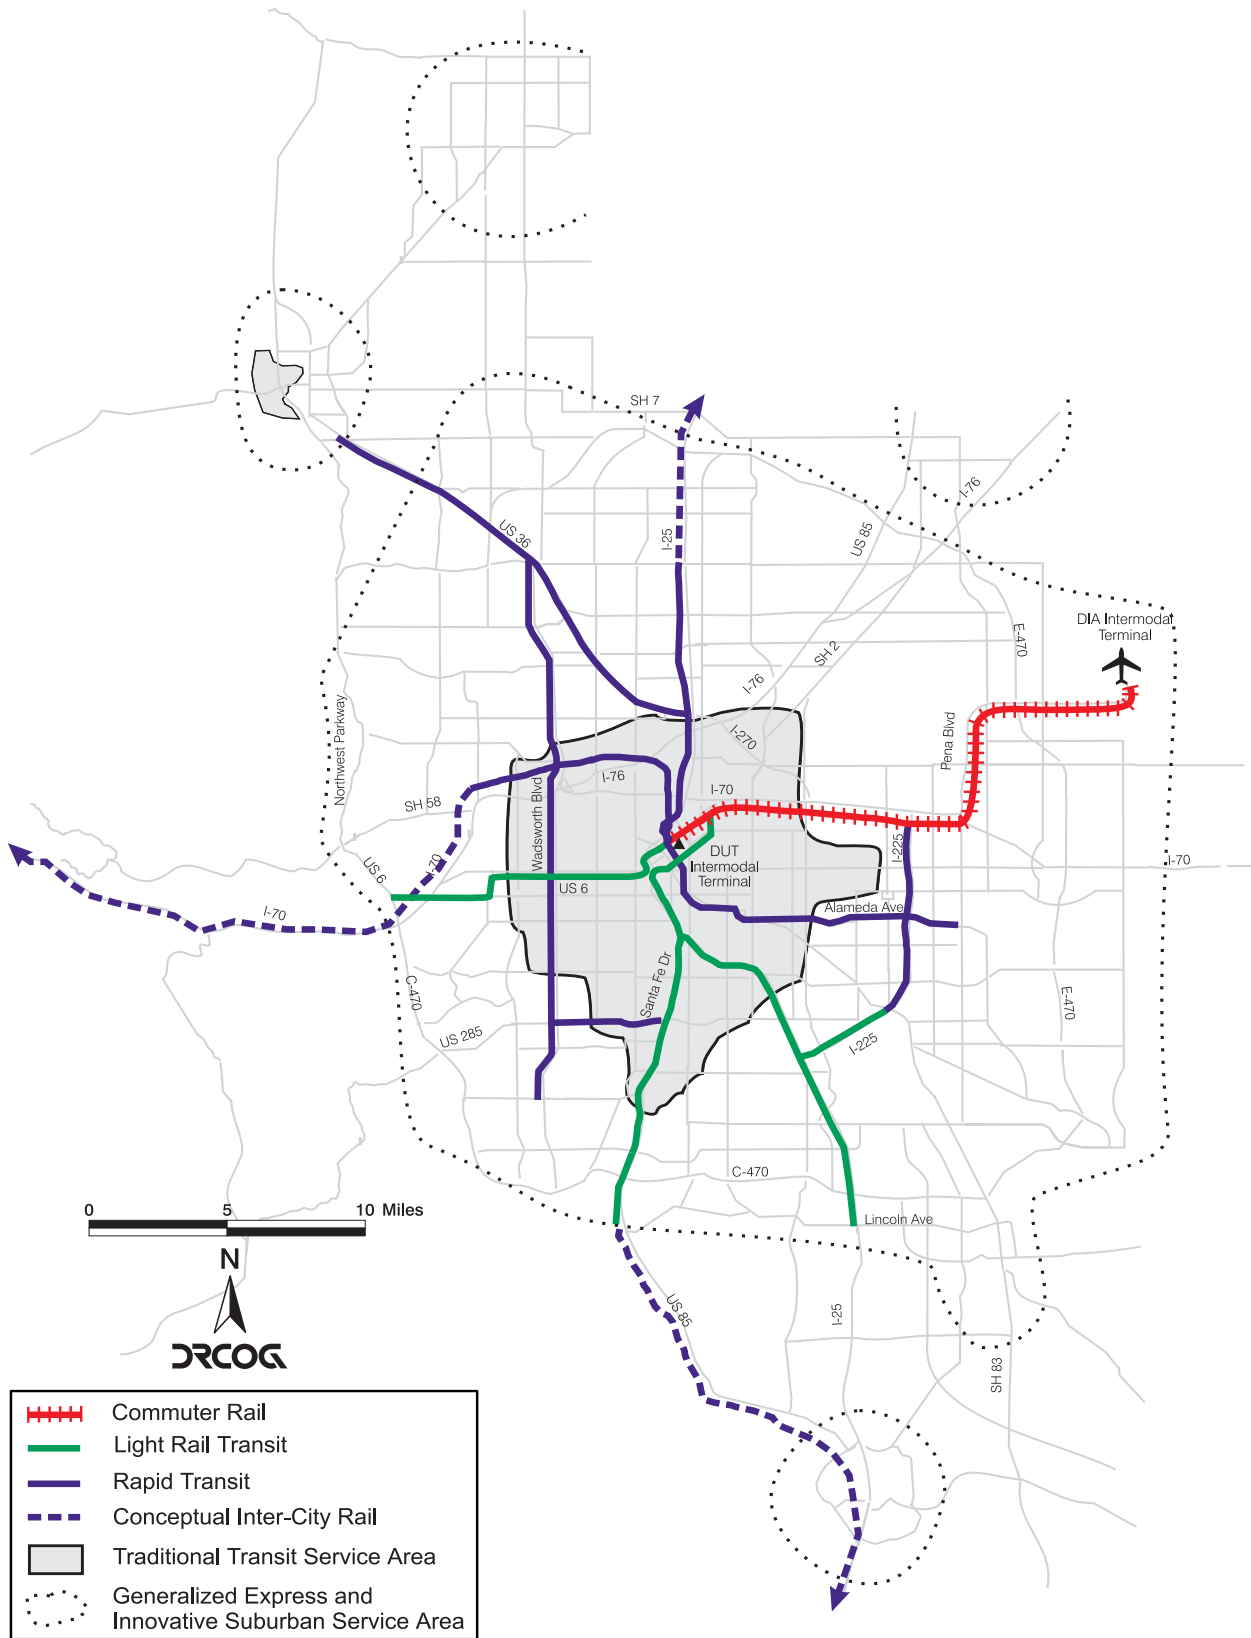 SH 7
I-76
US 36
I-25
US 85
DIA Intermodal
Terminal
E-470
SH 2
I-76
Northwest Parkway
I-270
Pena Blvd
I-76
I-70
SH 58
Wadsworth Blvd
I-225
DUT
Intermodal
Terminal
I-70
US 6
I-70
US 6
Alameda Ave
I-70
Santa Fe Dr
C-470
E-470
US 285
I-225
C-470
Lincoln Ave
0 5 10 Miles
N
DRCOG
US 85
I-25
SH 83
Commuter Rail
Light Rail Transit
Rapid Transit
Conceptual Inter-City Rail
Traditional Transit Service Area
Generalized Express and
Innovative Suburban Service Area